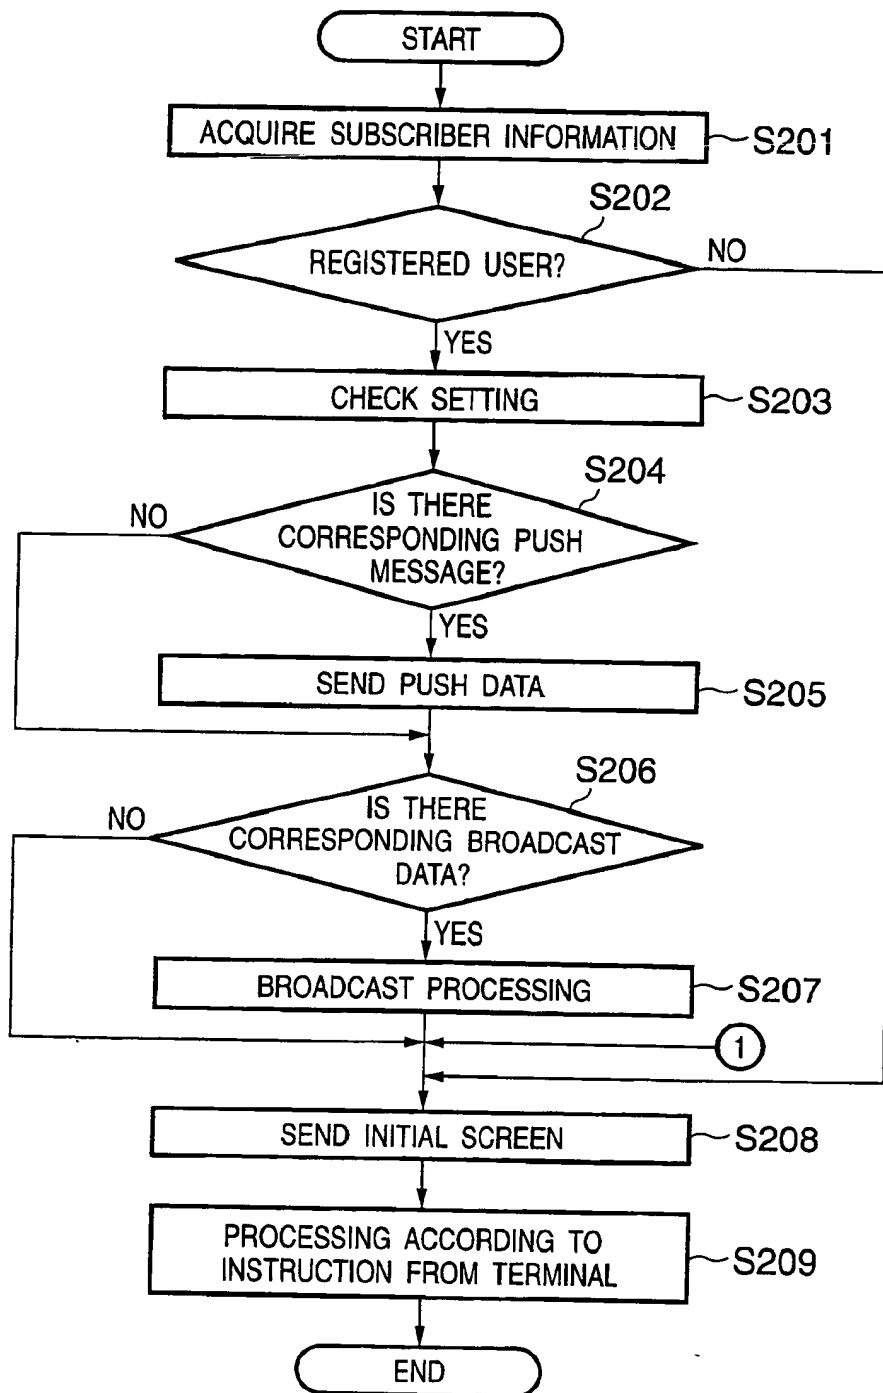 START
ACQUIRE SUBSCRIBER INFORMATION
S201
S202
REGISTERED USER?
NO
YES
CHECK SETTING
S203
S204
IS THERE
CORRESPONDING PUSH
MESSAGE?
NO
YES
SEND PUSH DATA
S205
S206
IS THERE
CORRESPONDING BROADCAST
DATA?
NO
YES
BROADCAST PROCESSING
S207
1
SEND INITIAL SCREEN
S208
PROCESSING ACCORDING TO
INSTRUCTION FROM TERMINAL
S209
END